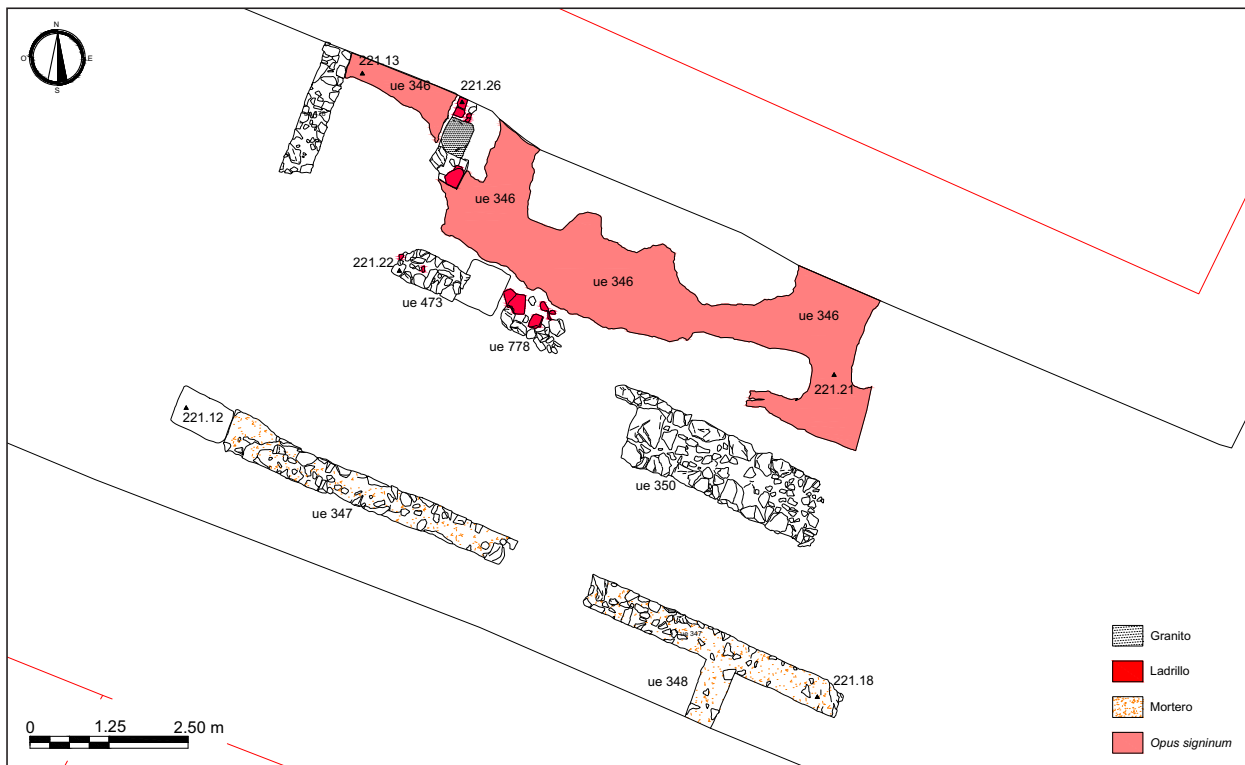 N
O E
S
221.13
ue 346
221.26
ue 346
221.22
ue 473
ue 346
ue 346
ue 778
221.21
221.12
ue 350
ue 347
ue 347
ue 348
221.18
Granito
Ladrillo
Mortero
Opus signinum
0 1.25 2.50 m